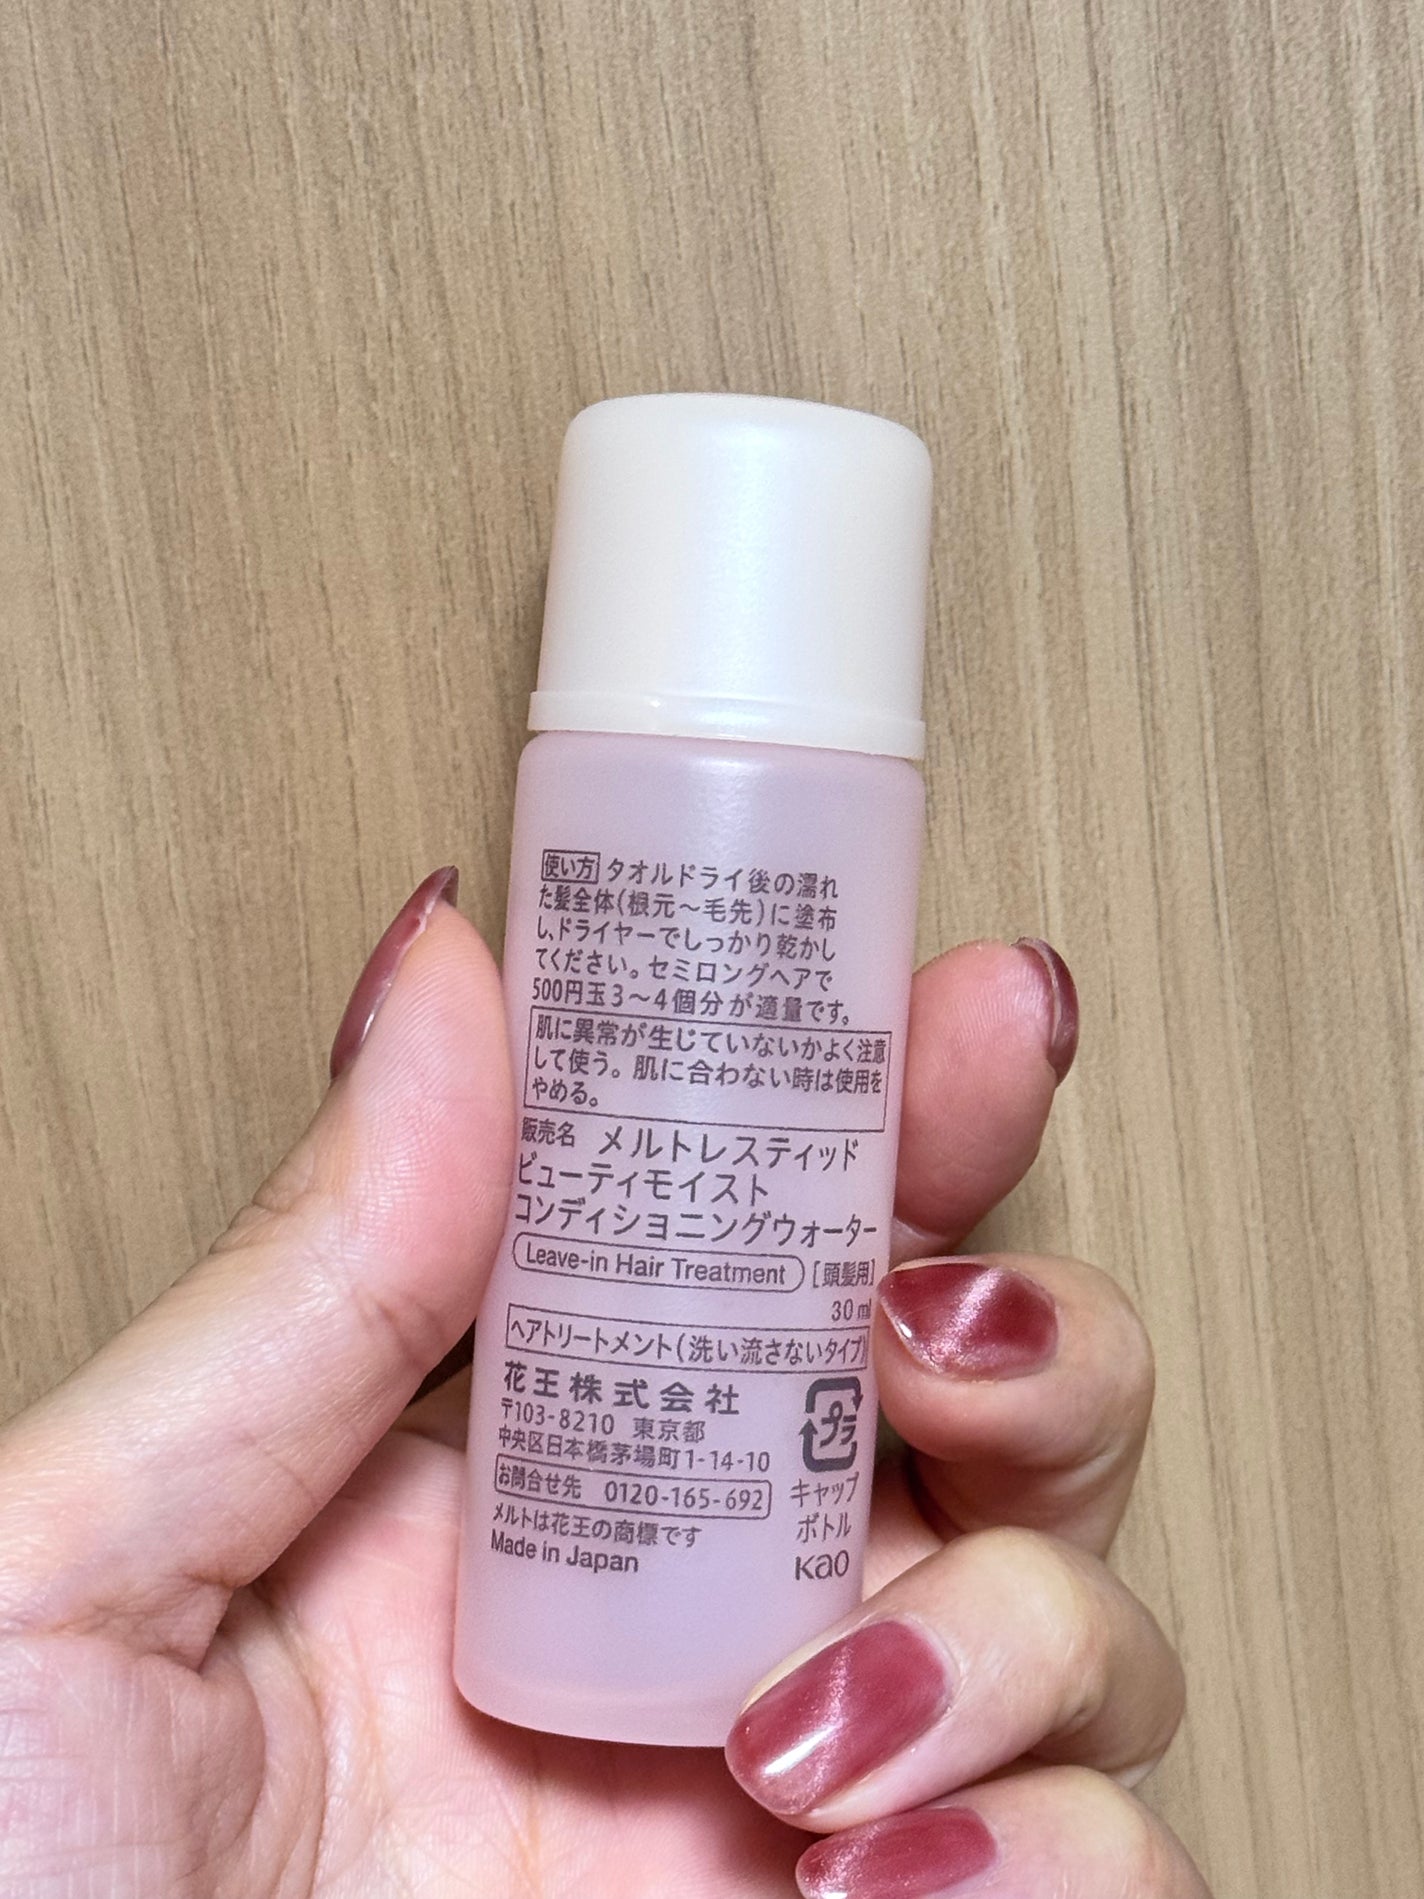 使い方 タオルドライ後の濡れ
た髪全体(根元～毛先)に塗布
し、ドライヤーでしっかり乾かし
てください。セミロングヘアで
500円玉3～4個分が適量です。
肌に異常が生じていないかよく注意
して使う。肌に合わない時は使用を
やめる。
販売名 メルトレスティッド
ビューティモイスト
コンディショニングウォーター
Leave-in Hair Treatment [頭髪用]
30 ml
ヘアトリートメント(洗い流さないタイプ)
花王株式会社
〒103-8210 東京都
中央区日本橋茅場町1-14-10
お問合せ先 0120-165-692
メルトは花王の商標です
Made in Japan
プラ
キャップ
ボトル
Kao